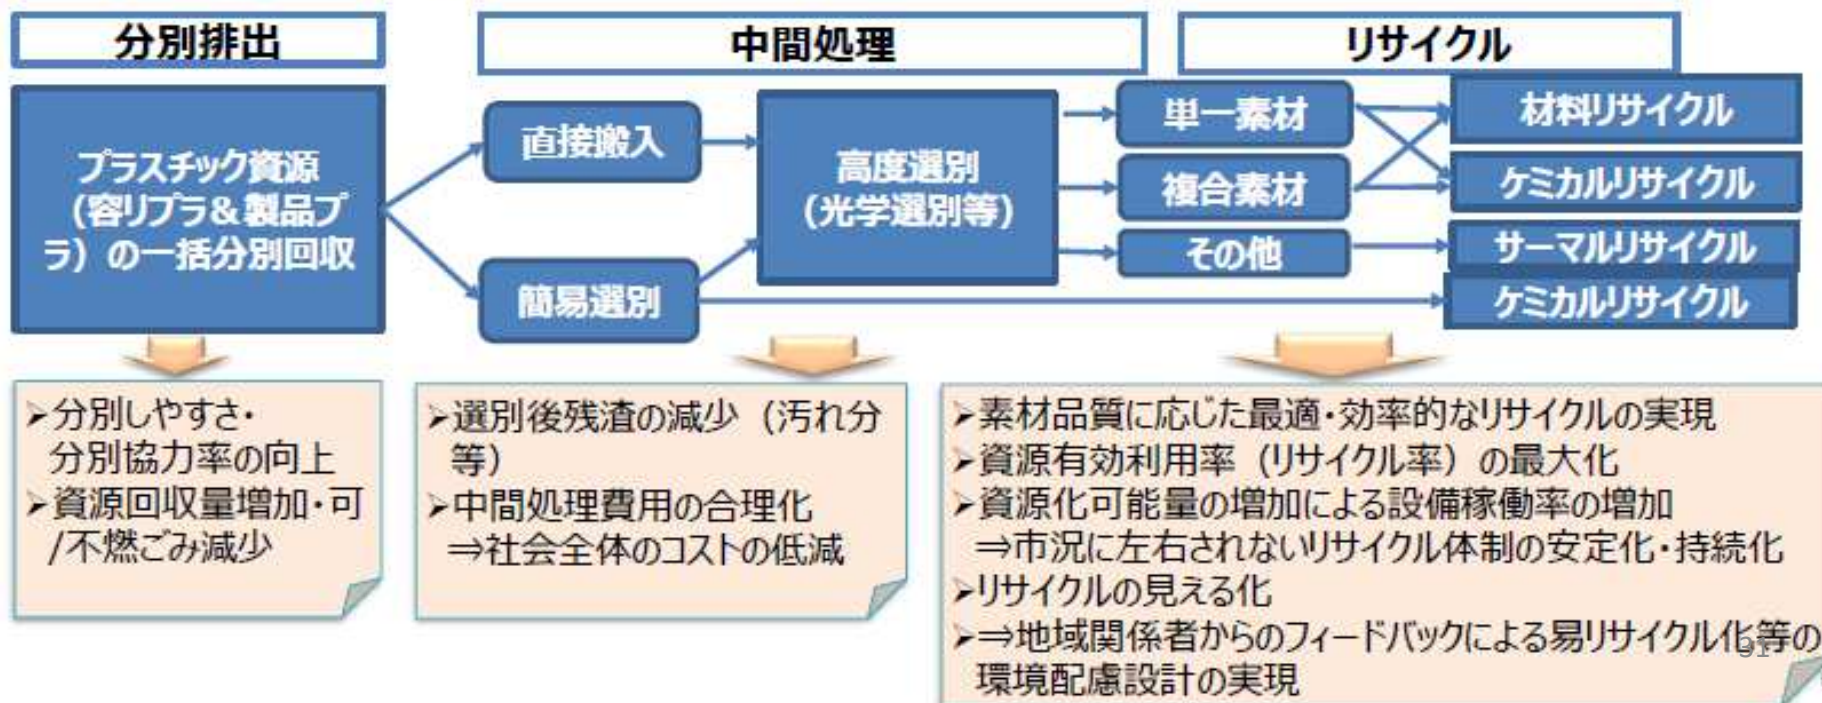 分別排出
中間処理
リサイクル
プラスチック資源
(容リプラ&製品プ
ラ）の一括分別回収
直接搬入
簡易選別
高度選別
(光学選別等)
単一素材
複合素材
その他
材料リサイクル
ケミカルリサイクル
サーマルリサイクル
ケミカルリサイクル
➢分別しやすさ・
分別協力率の向上
➢資源回収量増加・可
/不燃ごみ減少
➢選別後残渣の減少（汚れ分
等）
➢中間処理費用の合理化
⇒社会全体のコストの低減
➢素材品質に応じた最適・効率的なリサイクルの実現
➢資源有効利用率（リサイクル率）の最大化
➢資源化可能量の増加による設備稼働率の増加
⇒市況に左右されないリサイクル体制の安定化・持続化
➢リサイクルの見える化
➢⇒地域関係者からのフィードバックによる易リサイクル化等の
環境配慮設計の実現